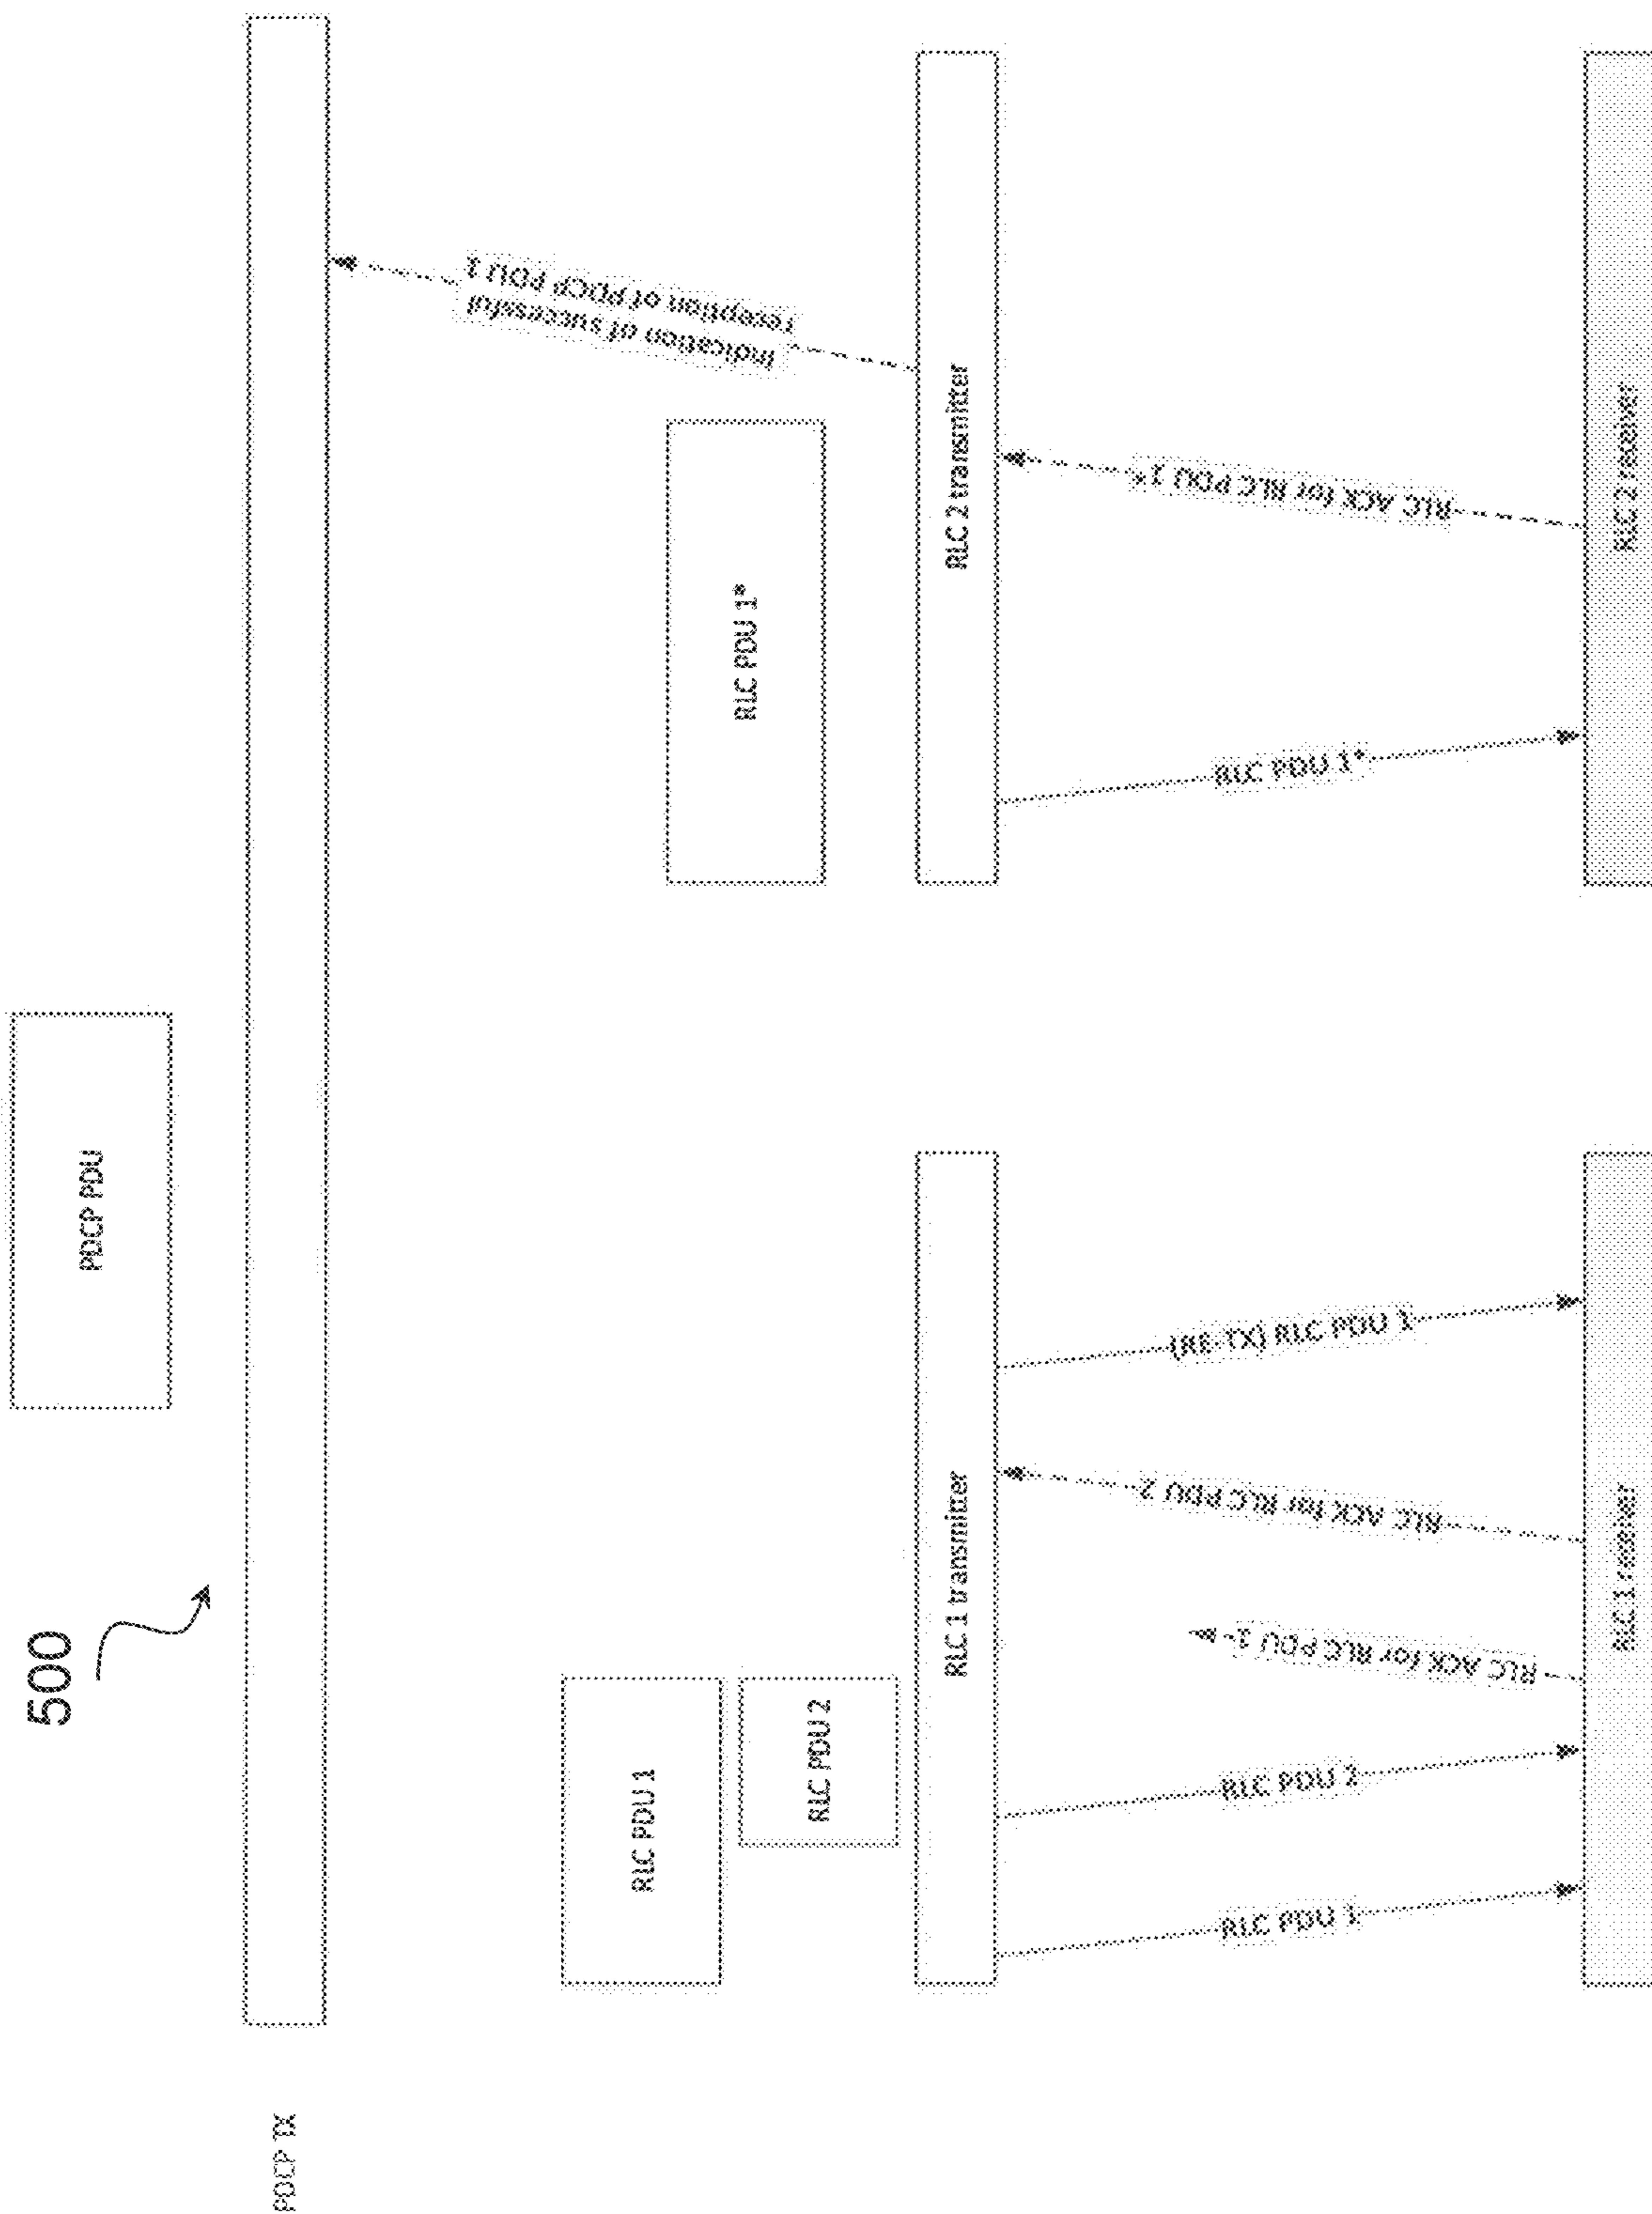 500
PDCP PDU
PDCP TX
Indication of successful
reception of PDCP PDU 1
RLC PDU 1
RLC PDU 2
RLC PDU 1*
RLC 1 transmitter
RLC 2 transmitter
RLC PDU 1
RLC PDU 2
RLC ACK for RLC PDU 1
RLC ACK for RLC PDU 2
(RE-TX) RLC PDU 1
RLC PDU 1*
RLC ACK for RLC PDU 1*
RLC 1 receiver
RLC 2 receiver